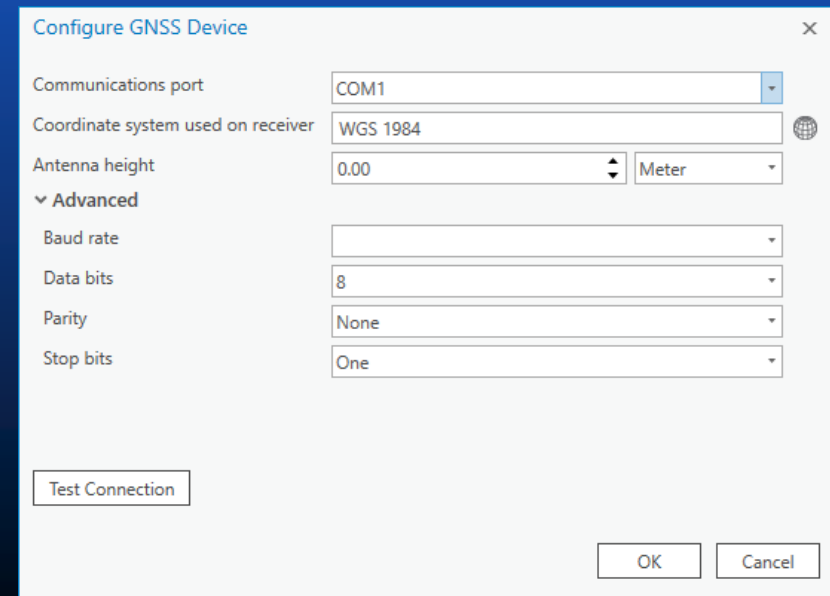 Configure GNSS Device
Communications port COM1
Coordinate system used on receiver WGS 1984
Antenna height 0.00 Meter
Advanced
Baud rate
Data bits 8
Parity None
Stop bits One
Test Connection
OK Cancel